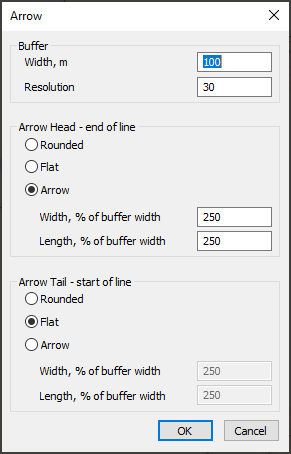 Arrow
Buffer
Width, m 100
Resolution 30
Arrow Head - end of line
Rounded
Flat
Arrow
Width, % of buffer width 250
Length, % of buffer width 250
Arrow Tail - start of line
Rounded
Flat
Arrow
Width, % of buffer width 250
Length, % of buffer width 250
OK Cancel